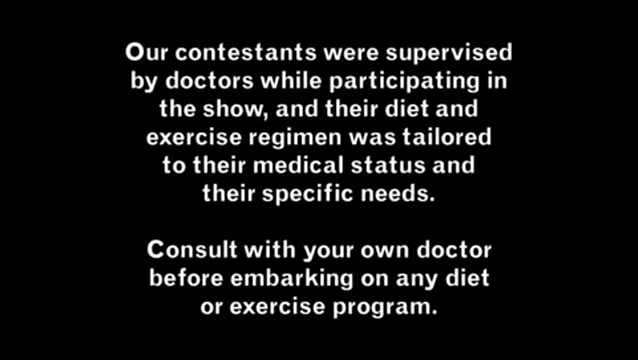 Our contestants were supervised
by doctors while participating in
the show, and their diet and
exercise regimen was tailored
to their medical status and
their specific needs.
Consult with your own doctor
before embarking on any diet
or exercise program.